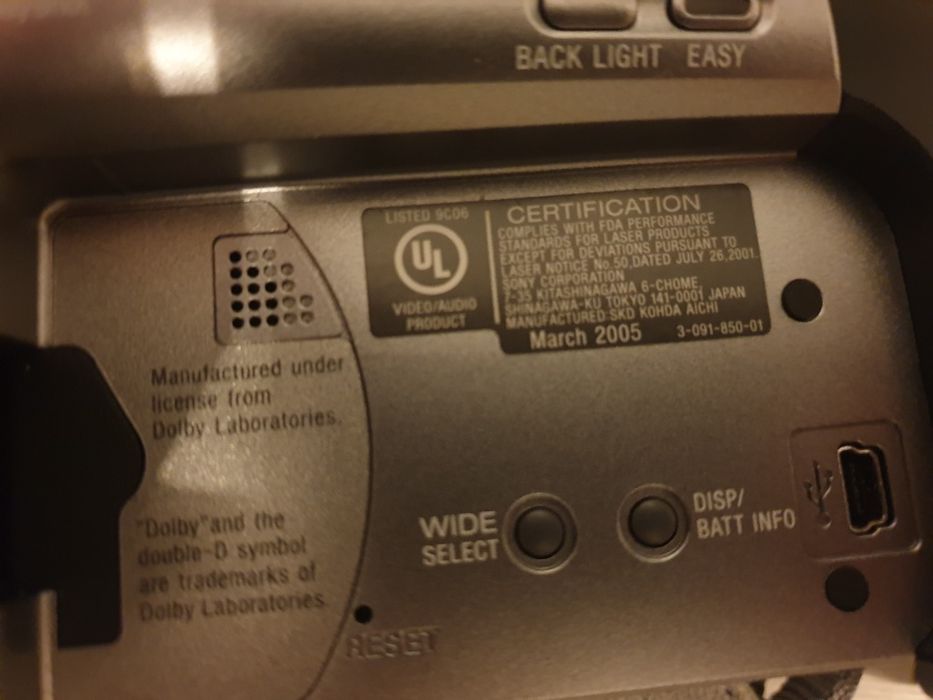 BACK LIGHT EASY
LISTED 9C06
UL
VIDEO/AUDIO
PRODUCT
CERTIFICATION
COMPLIES WITH FDA PERFORMANCE
STANDARDS FOR LASER PRODUCTS
EXCEPT FOR DEVIATIONS PURSUANT TO
LASER NOTICE No.50,DATED JULY 26,2001.
SONY CORPORATION
7-35 KITASHINAGAWA 6-CHOME,
SHINAGAWA-KU TOKYO 141-0001 JAPAN
MANUFACTURED SKD KOHDA AICHI
March 2005 3-091-850-01
Manufactured under
license from
Dolby Laboratories.
"Dolby"and the
double-D symbol
are trademarks of
Dolby Laboratories.
WIDE
SELECT
DISP/
BATT INFO
RESET